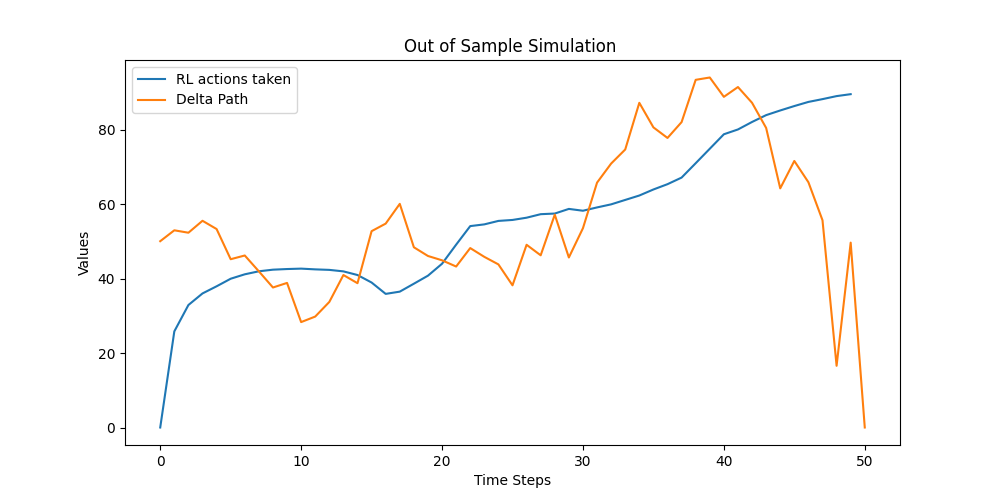 Out of Sample Simulation
RL actions taken
Delta Path
Values
80
60
40
20
0
0 10 20 30 40 50
Time Steps